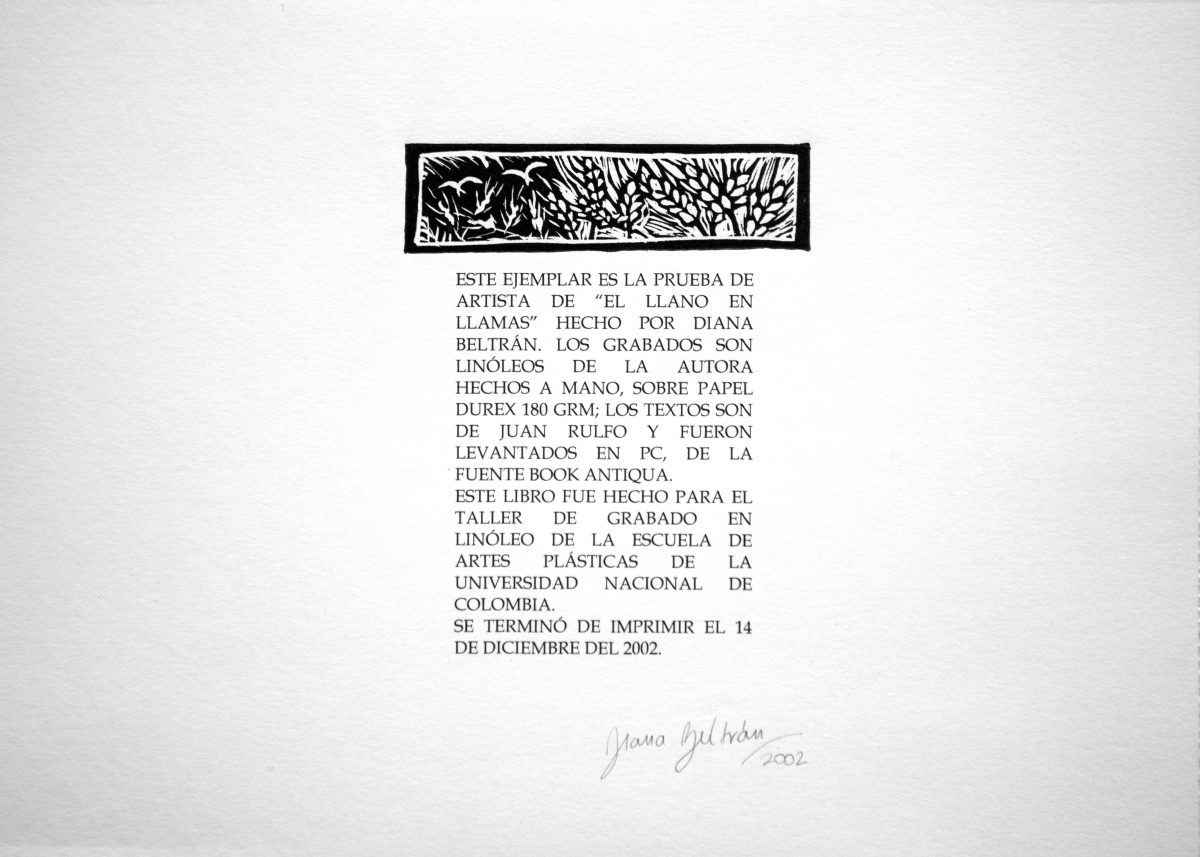 ESTE EJEMPLAR ES LA PRUEBA DE
ARTISTA DE “EL LLANO EN
LLAMAS” HECHO POR DIANA
BELTRÁN. LOS GRABADOS SON
LINÓLEOS DE LA AUTORA
HECHOS A MANO, SOBRE PAPEL
DUREX 180 GRM; LOS TEXTOS SON
DE JUAN RULFO Y FUERON
LEVANTADOS EN PC, DE LA
FUENTE BOOK ANTIQUA.
ESTE LIBRO FUE HECHO PARA EL
TALLER DE GRABADO EN
LINÓLEO DE LA ESCUELA DE
ARTES PLÁSTICAS DE LA
UNIVERSIDAD NACIONAL DE
COLOMBIA.
SE TERMINÓ DE IMPRIMIR EL 14
DE DICIEMBRE DEL 2002.
Diana Beltrán
/2002